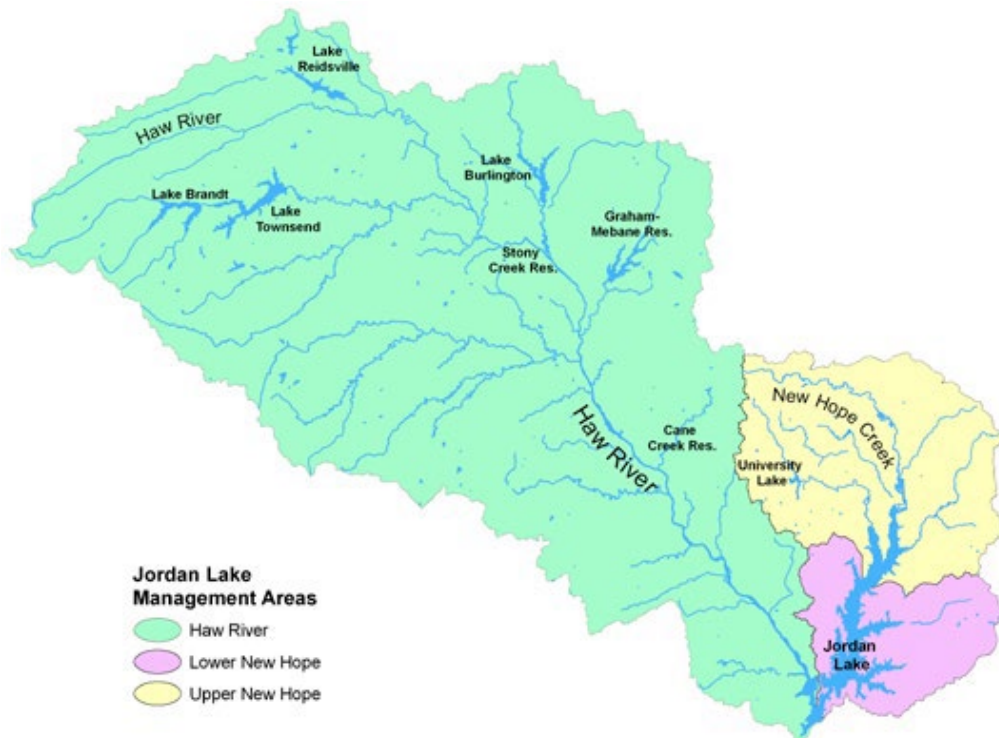 Lake
Reidsville
Haw River
Lake
Burlington
Lake Brandt
Lake
Townsend
Graham-
Mebane Res.
Stony
Creek Res.
New Hope Creek
Haw River
Cane
Creek Res.
University
Lake
Jordan Lake
Management Areas
Haw River
Lower New Hope
Upper New Hope
Jordan
Lake